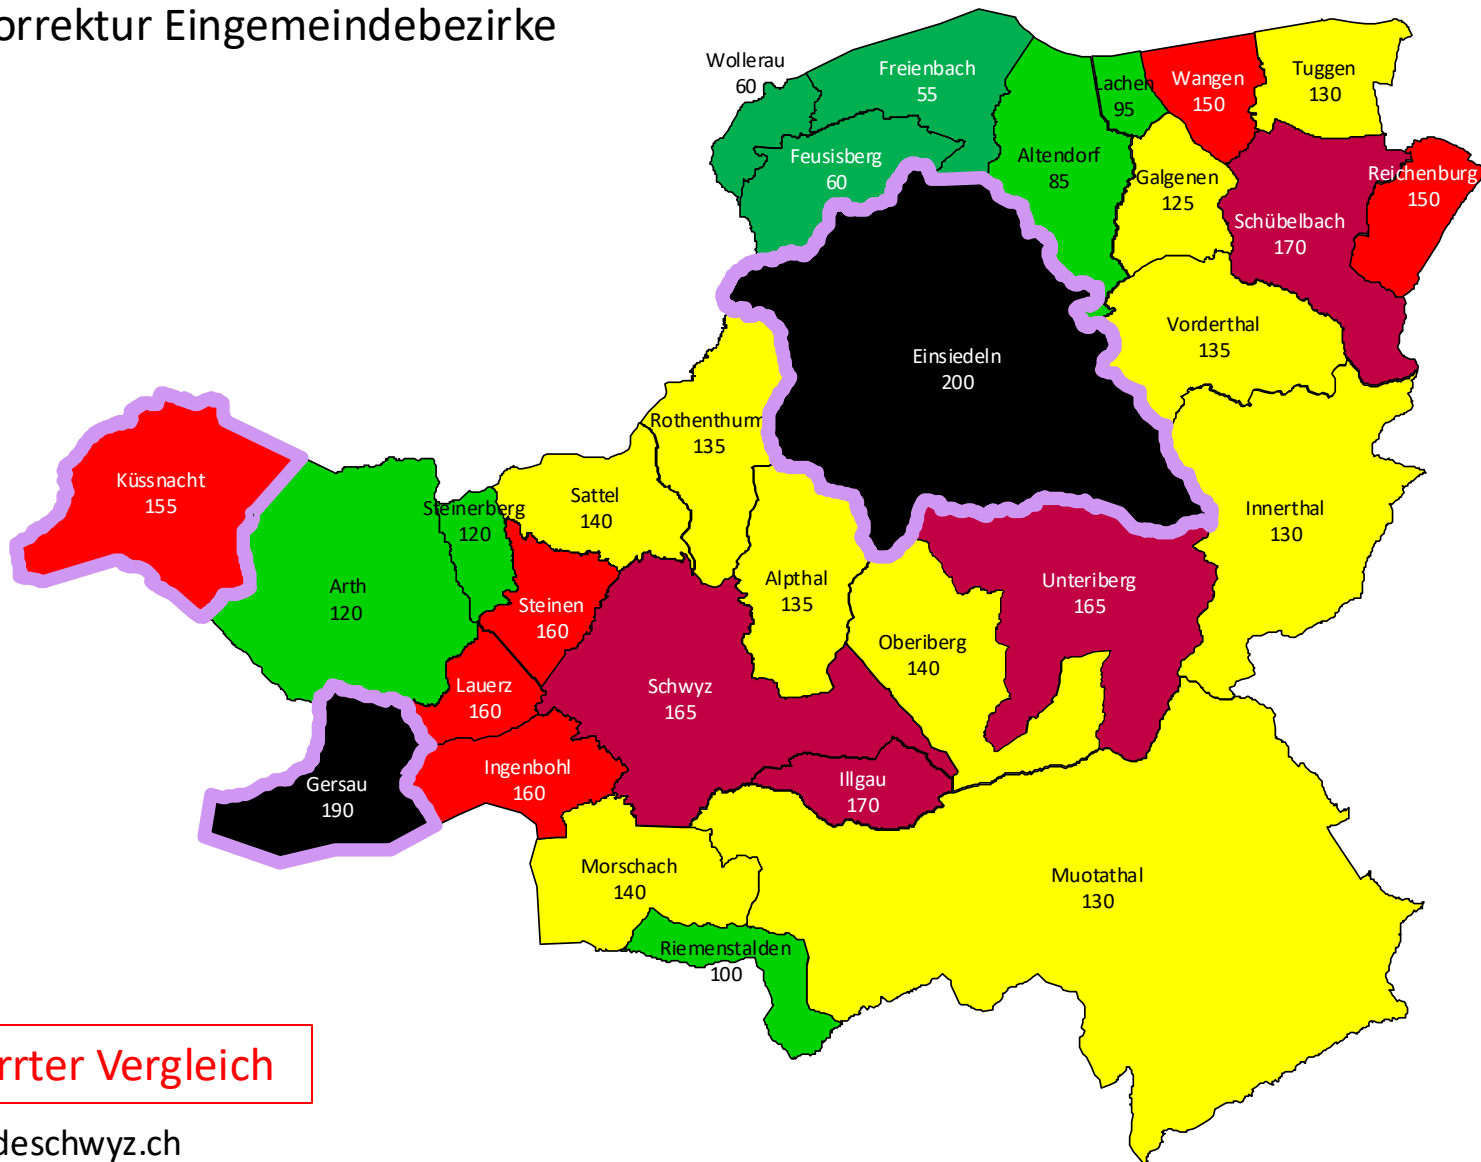 orrektur Eingemeindebezirke
Wollerau
60
Freienbach
55
Feusisberg
60
Altendorf
85
Lachen
95
Wangen
150
Tuggen
130
Galgenen
125
Schübelbach
170
Reichenburg
150
Vorderthal
135
Einsiedeln
200
Rothenthurm
135
Küssnacht
155
Sattel
140
Steinerberg
120
Innerthal
130
Arth
120
Steinen
160
Alpthal
135
Unteriberg
165
Oberiberg
140
Lauerz
160
Schwyz
165
Gersau
190
Ingenbohl
160
Illgau
170
Morschach
140
Muotathal
130
Riemenstalden
100
rrter Vergleich
deschwyz.ch